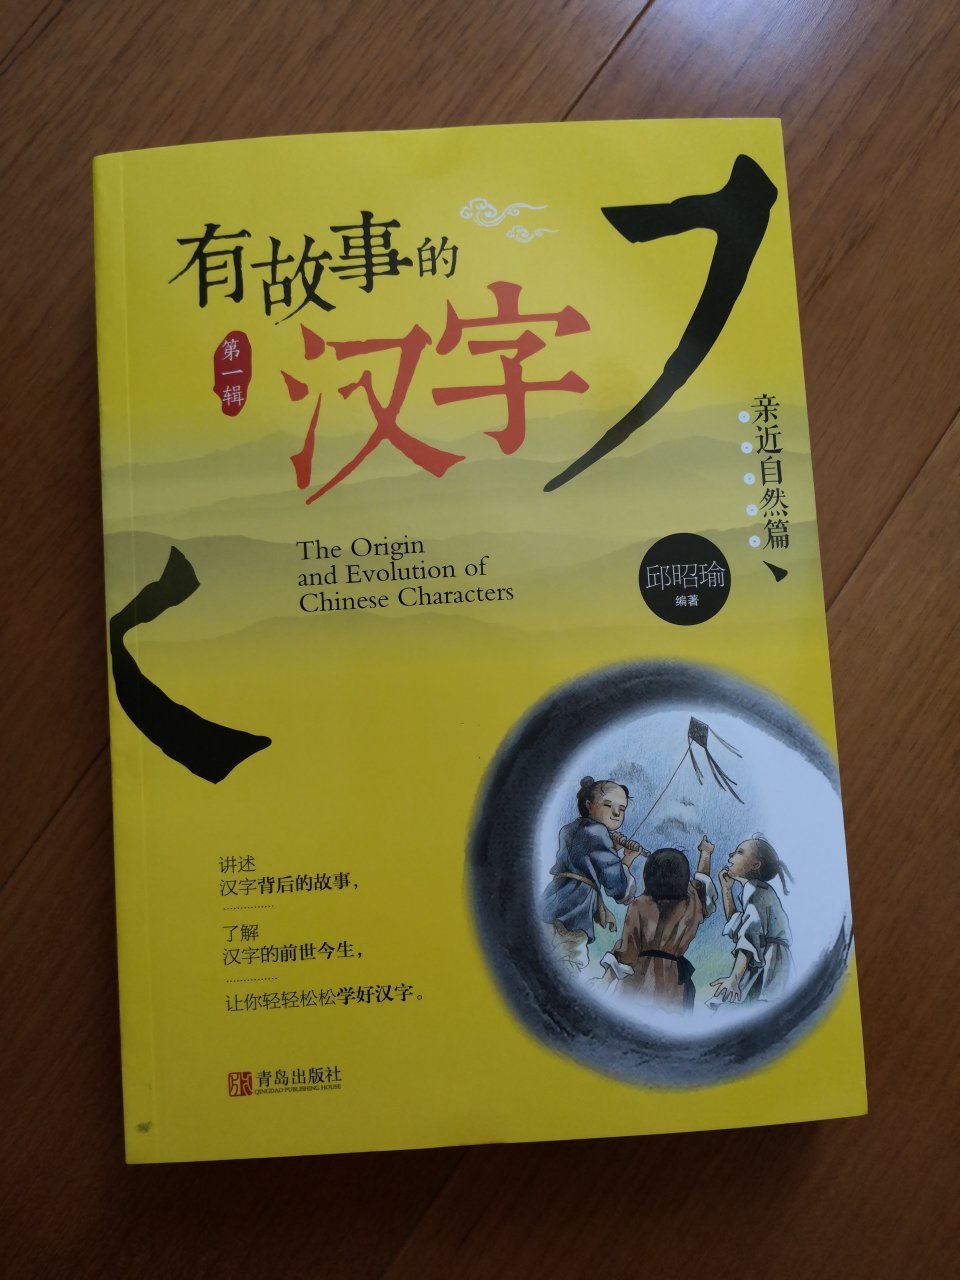 有故事的
汉字
第一辑
亲近自然篇
The Origin
and Evolution of
Chinese Characters
邱昭瑜
编著
讲述
汉字背后的故事，
了解
汉字的前世今生，
让你轻轻松松学好汉字。
青岛出版社
QINGDAO PUBLISHING HOUSE